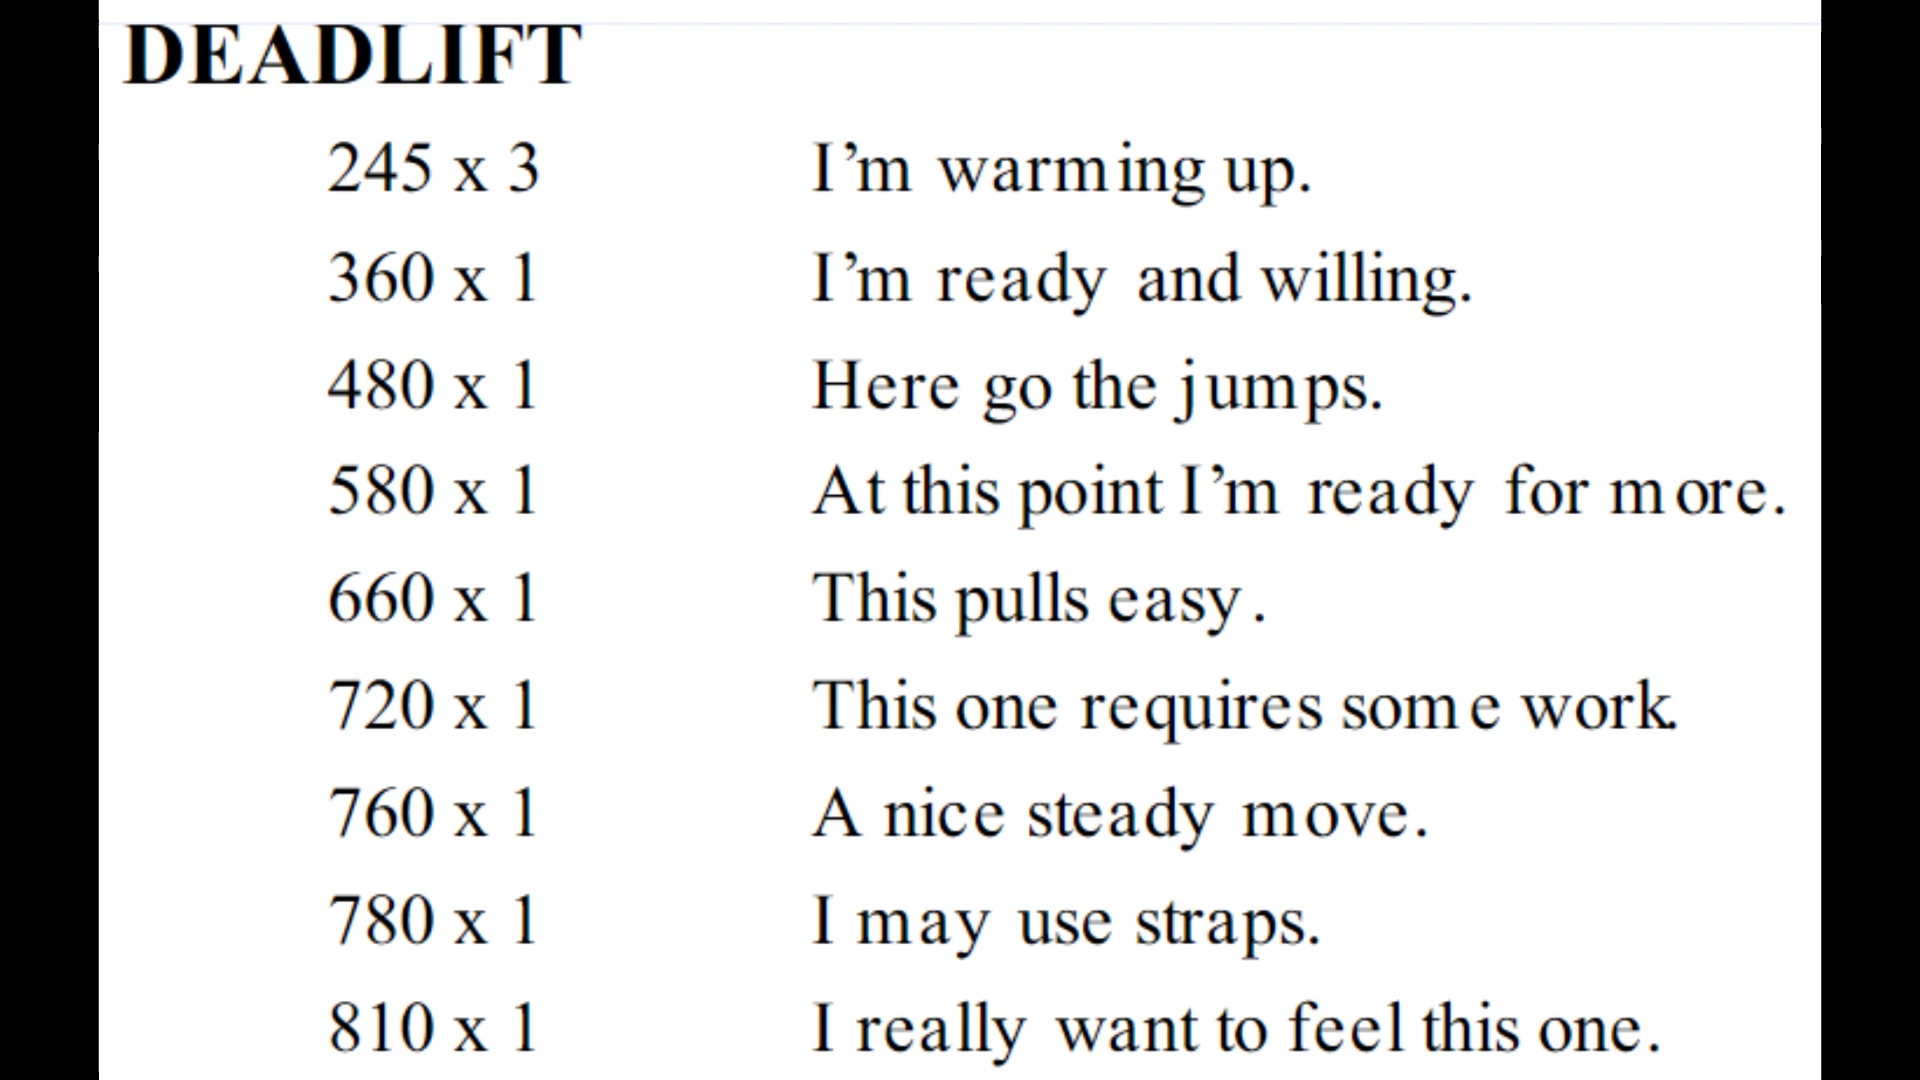 DEADLIFT
245 x 3 I’m warming up.
360 x 1 I’m ready and willing.
480 x 1 Here go the jumps.
580 x 1 At this point I’m ready for more.
660 x 1 This pulls easy.
720 x 1 This one requires some work.
760 x 1 A nice steady move.
780 x 1 I may use straps.
810 x 1 I really want to feel this one.